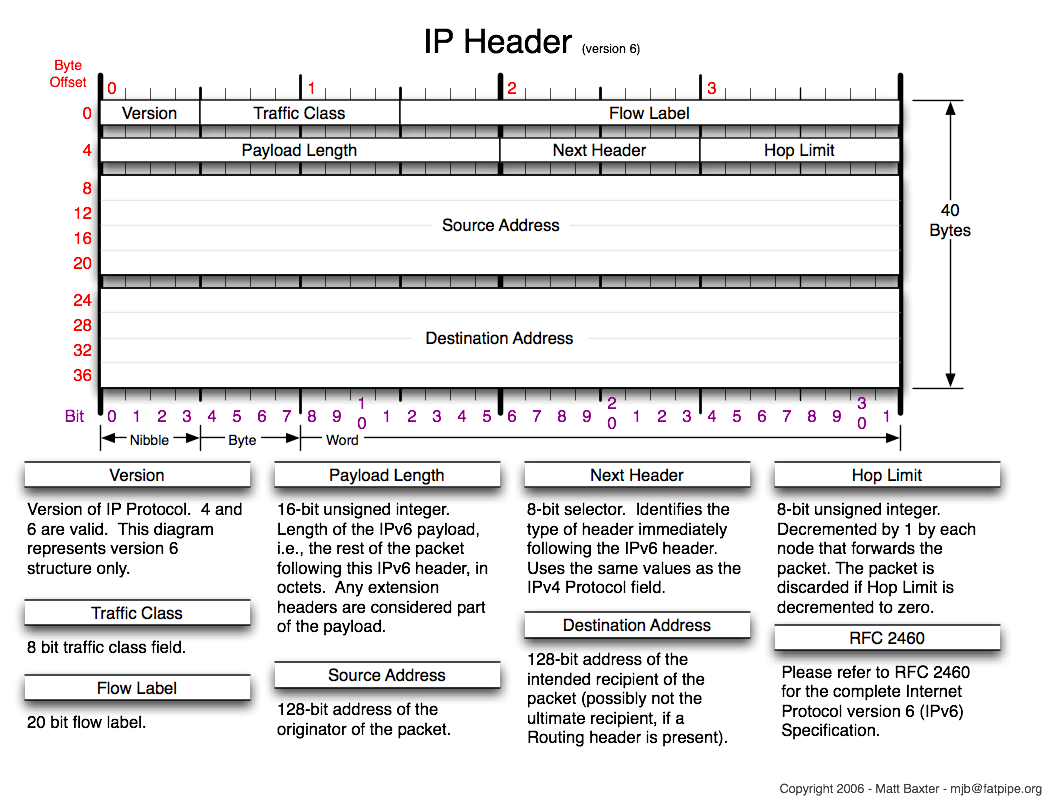 IP Header (version 6)
Byte
Offset
0 1 2 3
0 Version Traffic Class Flow Label
4 Payload Length Next Header Hop Limit
8
12
Source Address
16
20
24
28
Destination Address
32
36
40
Bytes
Bit 0 1 2 3 4 5 6 7 8 9 10 1 2 3 4 5 6 7 8 9 20 1 2 3 4 5 6 7 8 9 30 1
Nibble Byte Word
Version
Version of IP Protocol. 4 and
6 are valid. This diagram
represents version 6
structure only.
Traffic Class
8 bit traffic class field.
Flow Label
20 bit flow label.
Payload Length
16-bit unsigned integer.
Length of the IPv6 payload,
i.e., the rest of the packet
following this IPv6 header, in
octets. Any extension
headers are considered part
of the payload.
Source Address
128-bit address of the
originator of the packet.
Next Header
8-bit selector. Identifies the
type of header immediately
following the IPv6 header.
Uses the same values as the
IPv4 Protocol field.
Destination Address
128-bit address of the
intended recipient of the
packet (possibly not the
ultimate recipient, if a
Routing header is present).
Hop Limit
8-bit unsigned integer.
Decremented by 1 by each
node that forwards the
packet. The packet is
discarded if Hop Limit is
decremented to zero.
RFC 2460
Please refer to RFC 2460
for the complete Internet
Protocol version 6 (IPv6)
Specification.
Copyright 2006 - Matt Baxter - mjb@fatpipe.org